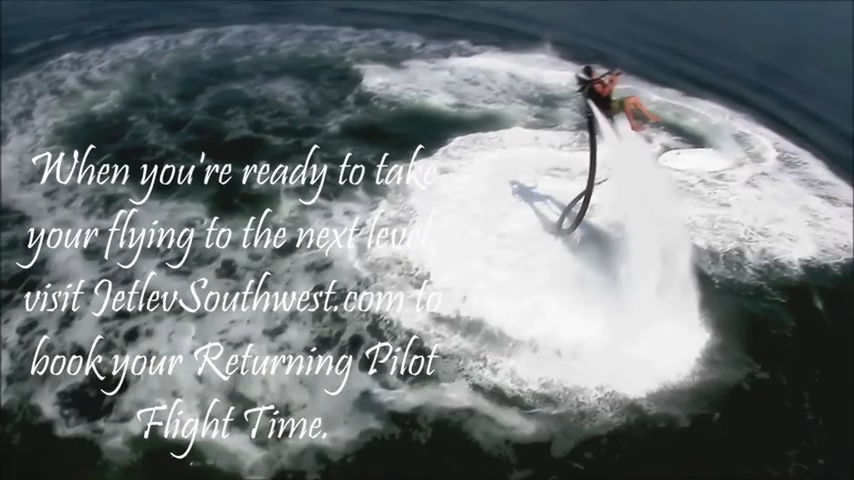 When you're ready to take
your flying to the next level,
visit JetlevSouthwest.com to
book your Returning Pilot
Flight Time.